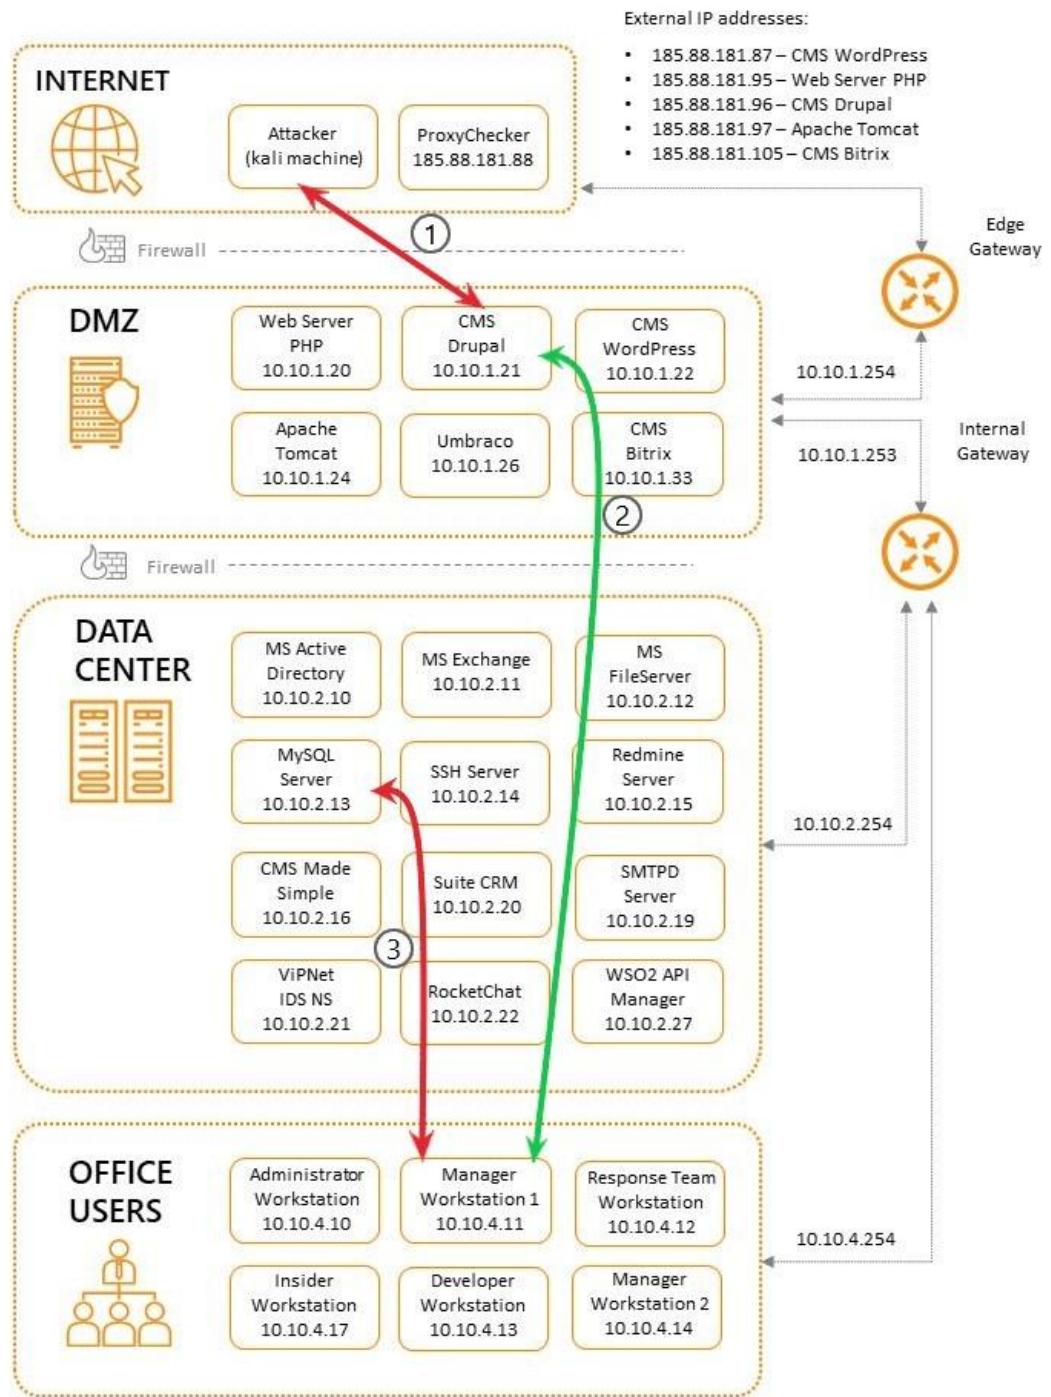 External IP addresses:
• 185.88.181.87 – CMS WordPress
• 185.88.181.95 – Web Server PHP
• 185.88.181.96 – CMS Drupal
• 185.88.181.97 – Apache Tomcat
• 185.88.181.105 – CMS Bitrix
INTERNET
Attacker
(kali machine)
ProxyChecker
185.88.181.88
1
Firewall
Edge
Gateway
DMZ
Web Server
PHP
10.10.1.20
CMS
Drupal
10.10.1.21
CMS
WordPress
10.10.1.22
10.10.1.254
Apache
Tomcat
10.10.1.24
Umbraco
10.10.1.26
CMS
Bitrix
10.10.1.33
10.10.1.253
Internal
Gateway
2
Firewall
DATA
CENTER
MS Active
Directory
10.10.2.10
MS Exchange
10.10.2.11
MS
FileServer
10.10.2.12
MySQL
Server
10.10.2.13
SSH Server
10.10.2.14
Redmine
Server
10.10.2.15
10.10.2.254
CMS Made
Simple
10.10.2.16
Suite CRM
10.10.2.20
SMTPD
Server
10.10.2.19
3
ViPNet
IDS NS
10.10.2.21
RocketChat
10.10.2.22
WSO2 API
Manager
10.10.2.27
OFFICE
USERS
Administrator
Workstation
10.10.4.10
Manager
Workstation 1
10.10.4.11
Response Team
Workstation
10.10.4.12
10.10.4.254
Insider
Workstation
10.10.4.17
Developer
Workstation
10.10.4.13
Manager
Workstation 2
10.10.4.14